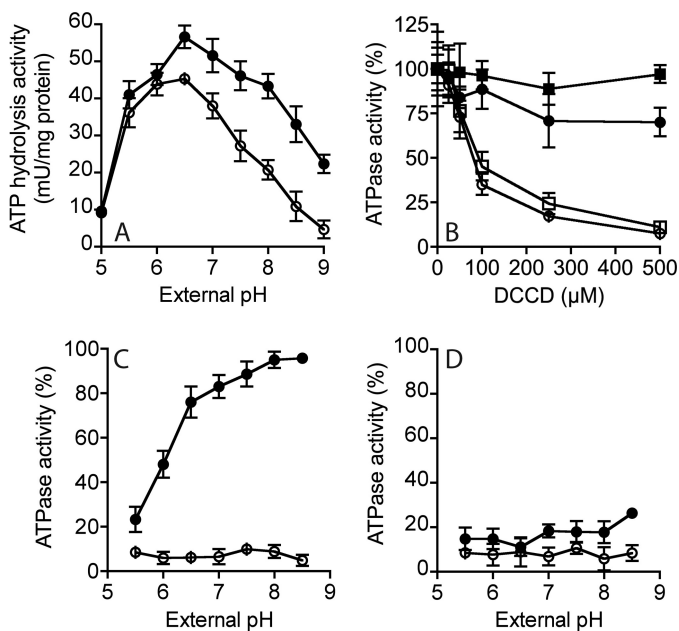 ATP hydrolysis activity
(mU/mg protein)
60
50
40
30
20
10
0
A
5 6 7 8 9
External pH
ATPase activity (%)
125
100
75
50
25
0
B
0 100 200 300 400 500
DCCD (µM)
ATPase activity (%)
100
80
60
40
20
0
C
5 6 7 8 9
External pH
ATPase activity (%)
100
80
60
40
20
0
D
5 6 7 8 9
External pH